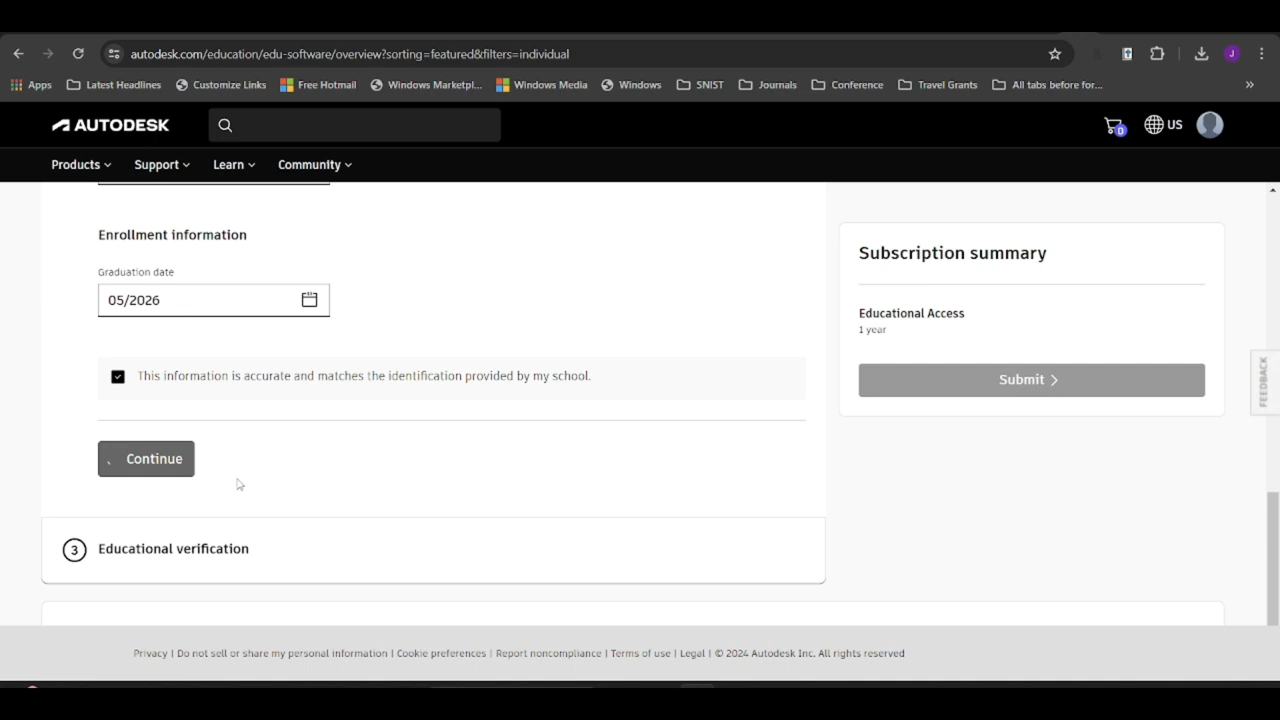 autodesk.com/education/edu-software/overview?sorting=featured&filters=individual
J
Apps Latest Headlines Customize Links Free Hotmail Windows Marketpl... Windows Media Windows SNIST Journals Conference Travel Grants All tabs before for... »
AUTODESK
0
US
Products Support Learn Community
Enrollment information
Graduation date
05/2026
This information is accurate and matches the identification provided by my school.
Continue
3 Educational verification
Subscription summary
Educational Access
1 year
Submit
FEEDBACK
Privacy | Do not sell or share my personal information | Cookie preferences | Report noncompliance | Terms of use | Legal | © 2024 Autodesk Inc. All rights reserved